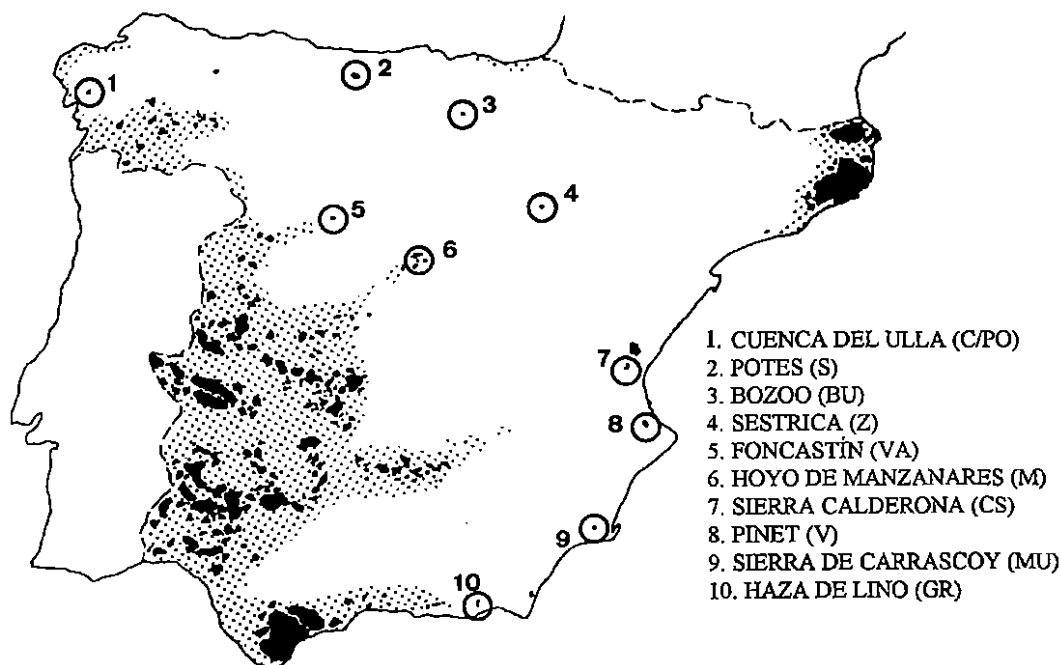 1
2
3
4
5
6
7
8
9
10
1. CUENCA DEL ULLA (C/PO)
2. POTES (S)
3. BOZOO (BU)
4. SESTRICA (Z)
5. FONCASTÍN (VA)
6. HOYO DE MANZANARES (M)
7. SIERRA CALDERONA (CS)
8. PINET (V)
9. SIERRA DE CARRASCOY (MU)
10. HAZA DE LINO (GR)